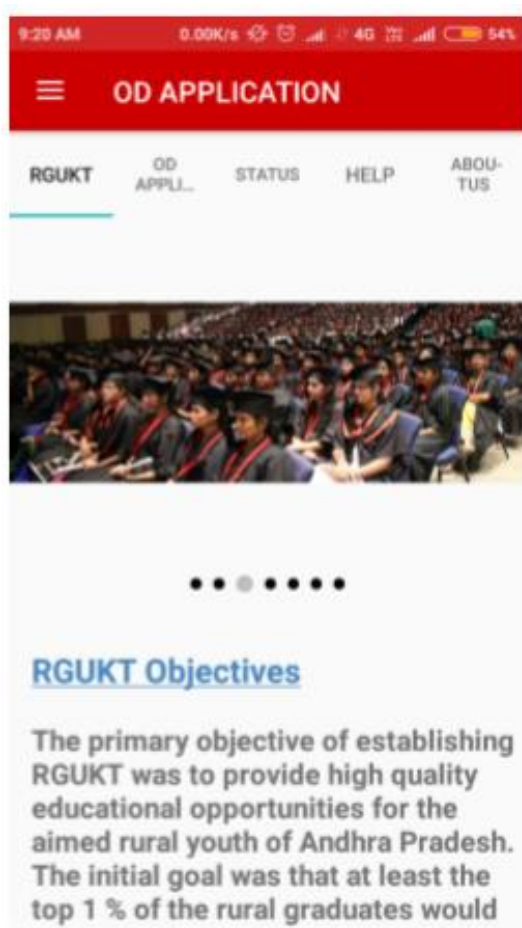 9:20 AM 0.00K/s 4G 54%
OD APPLICATION
RGUKT
OD
APPLI...
STATUS
HELP
ABOU-
TUS
RGUKT Objectives
The primary objective of establishing
RGUKT was to provide high quality
educational opportunities for the
aimed rural youth of Andhra Pradesh.
The initial goal was that at least the
top 1 % of the rural graduates would